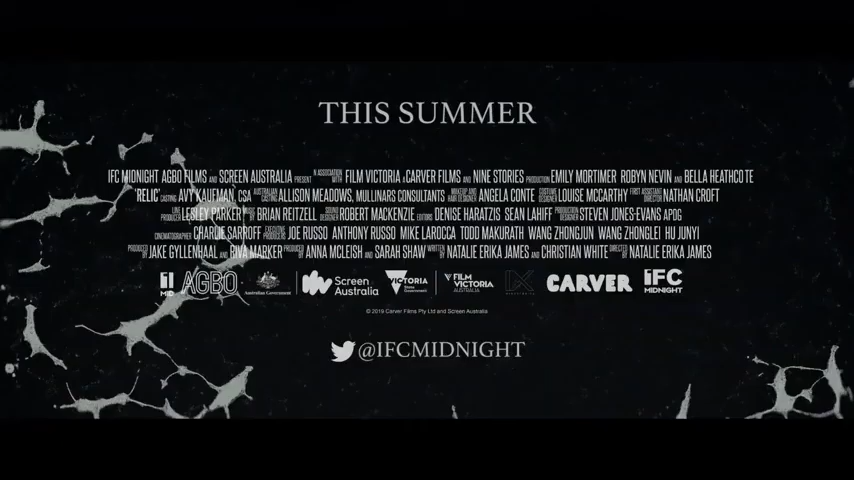 THIS SUMMER
IFC MIDNIGHT AGBO FILMS AND SCREEN AUSTRALIA PRESENT IN ASSOCIATION WITH FILM VICTORIA & CARVER FILMS AND NINE STORIES PRODUCTION EMILY MORTIMER ROBYN NEVIN AND BELLA HEATHCOTE
'RELIC' CASTING AVY KAUFMAN, CSA AUSTRALIAN CASTING ALLISON MEADOWS, MULLINARS CONSULTANTS MAKEUP AND HAIR DESIGNER ANGELA CONTE COSTUME DESIGNER LOUISE MCCARTHY FIRST ASSISTANT DIRECTOR NATHAN CROFT
LINE PRODUCER LESLEY PARKER MUSIC BY BRIAN REITZELL SOUND DESIGNER ROBERT MACKENZIE EDITORS DENISE HARATZIS SEAN LAHIFF PRODUCTION DESIGNER STEVEN JONES-EVANS APDG
CINEMATOGRAPHER CHARLIE SARROFF EXECUTIVE PRODUCERS JOE RUSSO ANTHONY RUSSO MIKE LAROCCA TODD MAKURATH WANG ZHONGJUN WANG ZHONGLEI HU JUNYI
PRODUCED BY JAKE GYLLENHAAL AND RIVA MARKER PRODUCED BY ANNA MCLEISH AND SARAH SHAW WRITTEN BY NATALIE ERIKA JAMES AND CHRISTIAN WHITE DIRECTED BY NATALIE ERIKA JAMES
AGBO Australian Government Screen Australia VICTORIA State Government FILM VICTORIA AUSTRALIA CARVER IFC MIDNIGHT
© 2019 Carver Films Pty Ltd and Screen Australia
@IFCMIDNIGHT